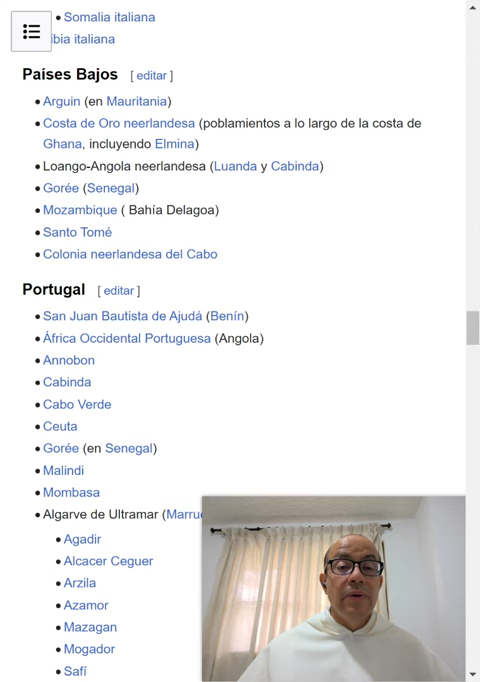 Somalia italiana
ibia italiana
Países Bajos [ editar ]
Arguin (en Mauritania)
Costa de Oro neerlandesa (poblamientos a lo largo de la costa de
Ghana, incluyendo Elmina)
Loango-Angola neerlandesa (Luanda y Cabinda)
Gorée (Senegal)
Mozambique ( Bahía Delagoa)
Santo Tomé
Colonia neerlandesa del Cabo
Portugal [ editar ]
San Juan Bautista de Ajudá (Benín)
África Occidental Portuguesa (Angola)
Annobon
Cabinda
Cabo Verde
Ceuta
Gorée (en Senegal)
Malindi
Mombasa
Algarve de Ultramar (Marru
Agadir
Alcacer Ceguer
Arzila
Azamor
Mazagan
Mogador
Safí